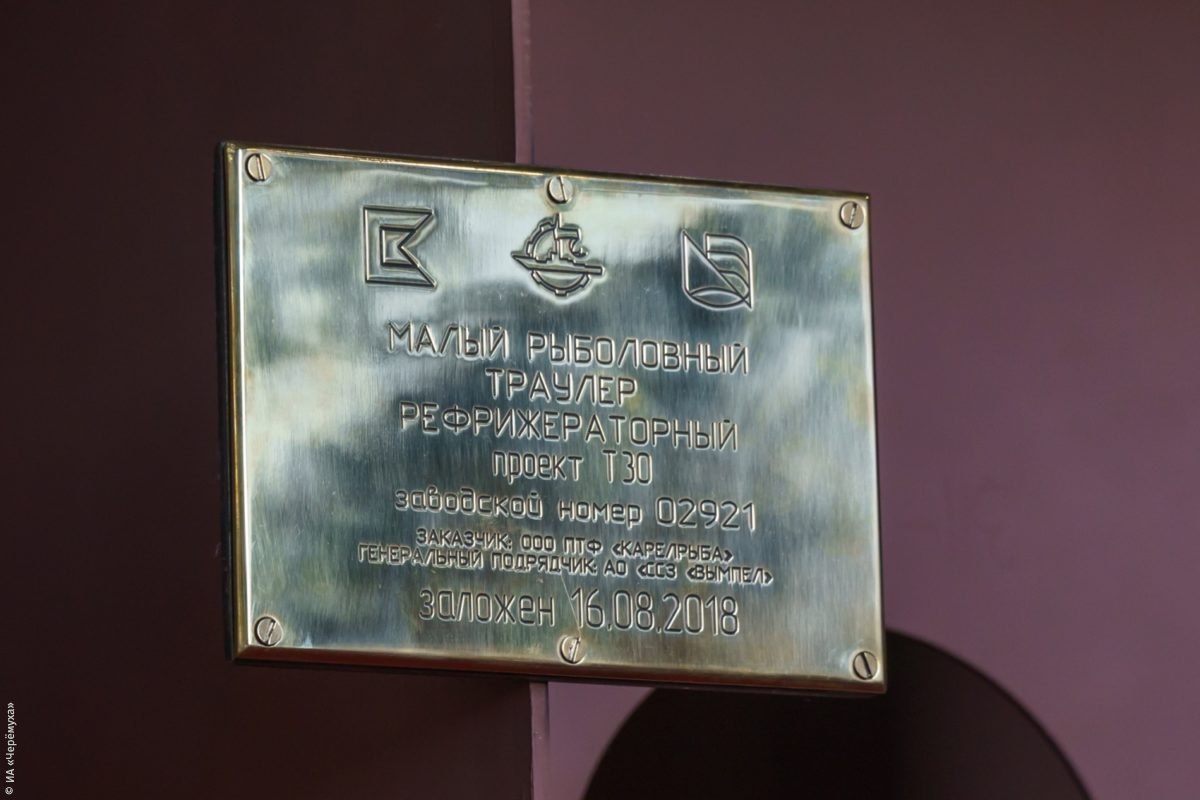 МАЛЫЙ РЫБОЛОВНЫЙ
ТРАУЛЕР
РЕФРИЖЕРАТОРНЫЙ
проект Т30
заводской номер 02921
ЗАКАЗЧИК: ООО ПТФ «КАРЕЛРЫБА»
ГЕНЕРАЛЬНЫЙ ПОДРЯДЧИК: АО «ССЗ «ВЫМПЕЛ»
заложен 16.08.2018
© ИА «Черёмуха»